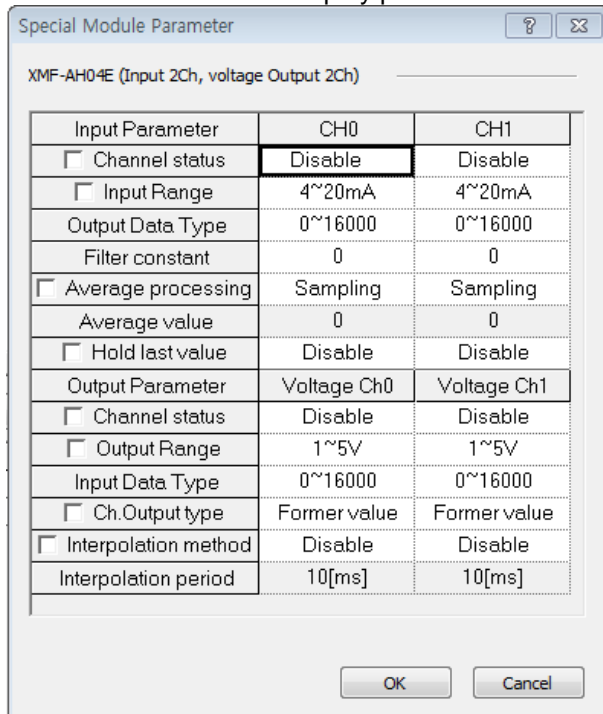 Special Module Parameter
XMF-AH04E (Input 2Ch, voltage Output 2Ch)
Input Parameter CH0 CH1
Channel status Disable Disable
Input Range 4~20mA 4~20mA
Output Data Type 0~16000 0~16000
Filter constant 0 0
Average processing Sampling Sampling
Average value 0 0
Hold last value Disable Disable
Output Parameter Voltage Ch0 Voltage Ch1
Channel status Disable Disable
Output Range 1~5V 1~5V
Input Data Type 0~16000 0~16000
Ch.Output type Former value Former value
Interpolation method Disable Disable
Interpolation period 10[ms] 10[ms]
OK Cancel